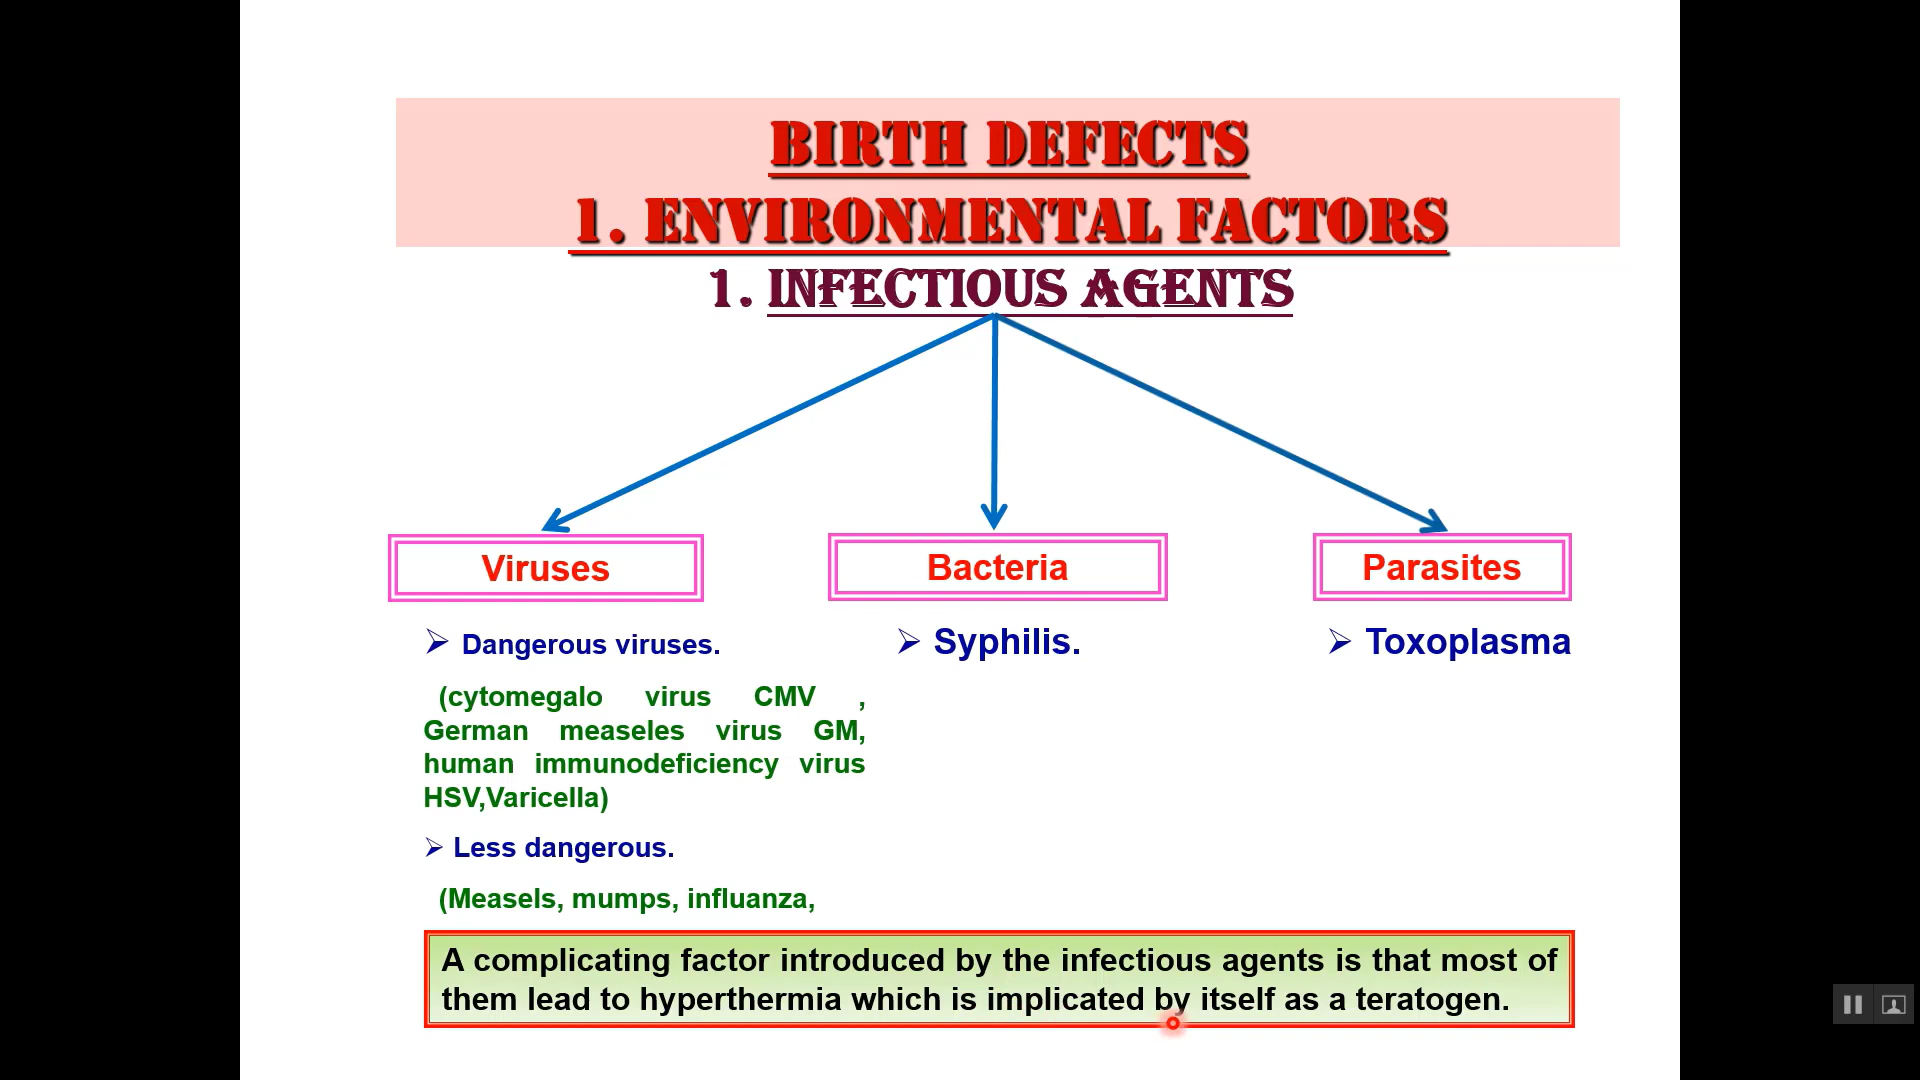 BIRTH DEFECTS
1. ENVIRONMENTAL FACTORS
1. INFECTIOUS AGENTS
Viruses
Bacteria
Parasites
➢ Dangerous viruses.
(cytomegalo virus CMV ,
German measeles virus GM,
human immunodeficiency virus
HSV,Varicella)
➢ Less dangerous.
(Measels, mumps, influanza,
➢ Syphilis.
➢ Toxoplasma
A complicating factor introduced by the infectious agents is that most of
them lead to hyperthermia which is implicated by itself as a teratogen.